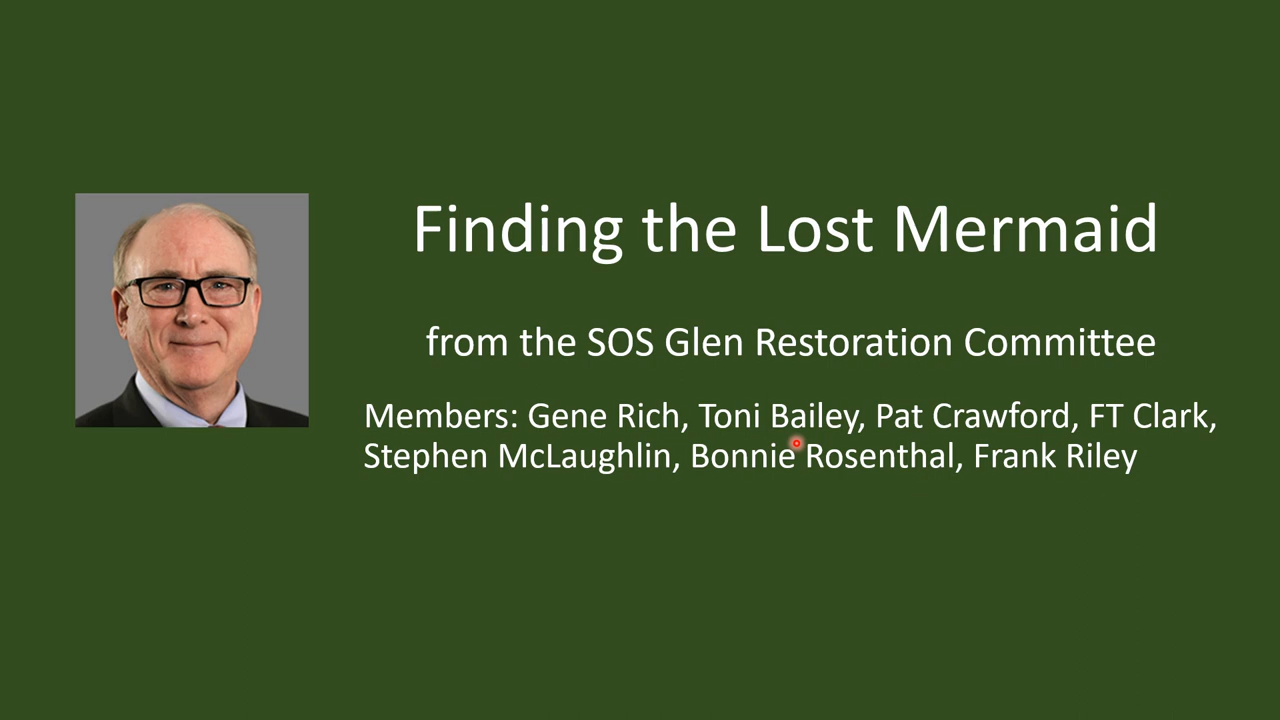 Finding the Lost Mermaid
from the SOS Glen Restoration Committee
Members: Gene Rich, Toni Bailey, Pat Crawford, FT Clark,
Stephen McLaughlin, Bonnie Rosenthal, Frank Riley